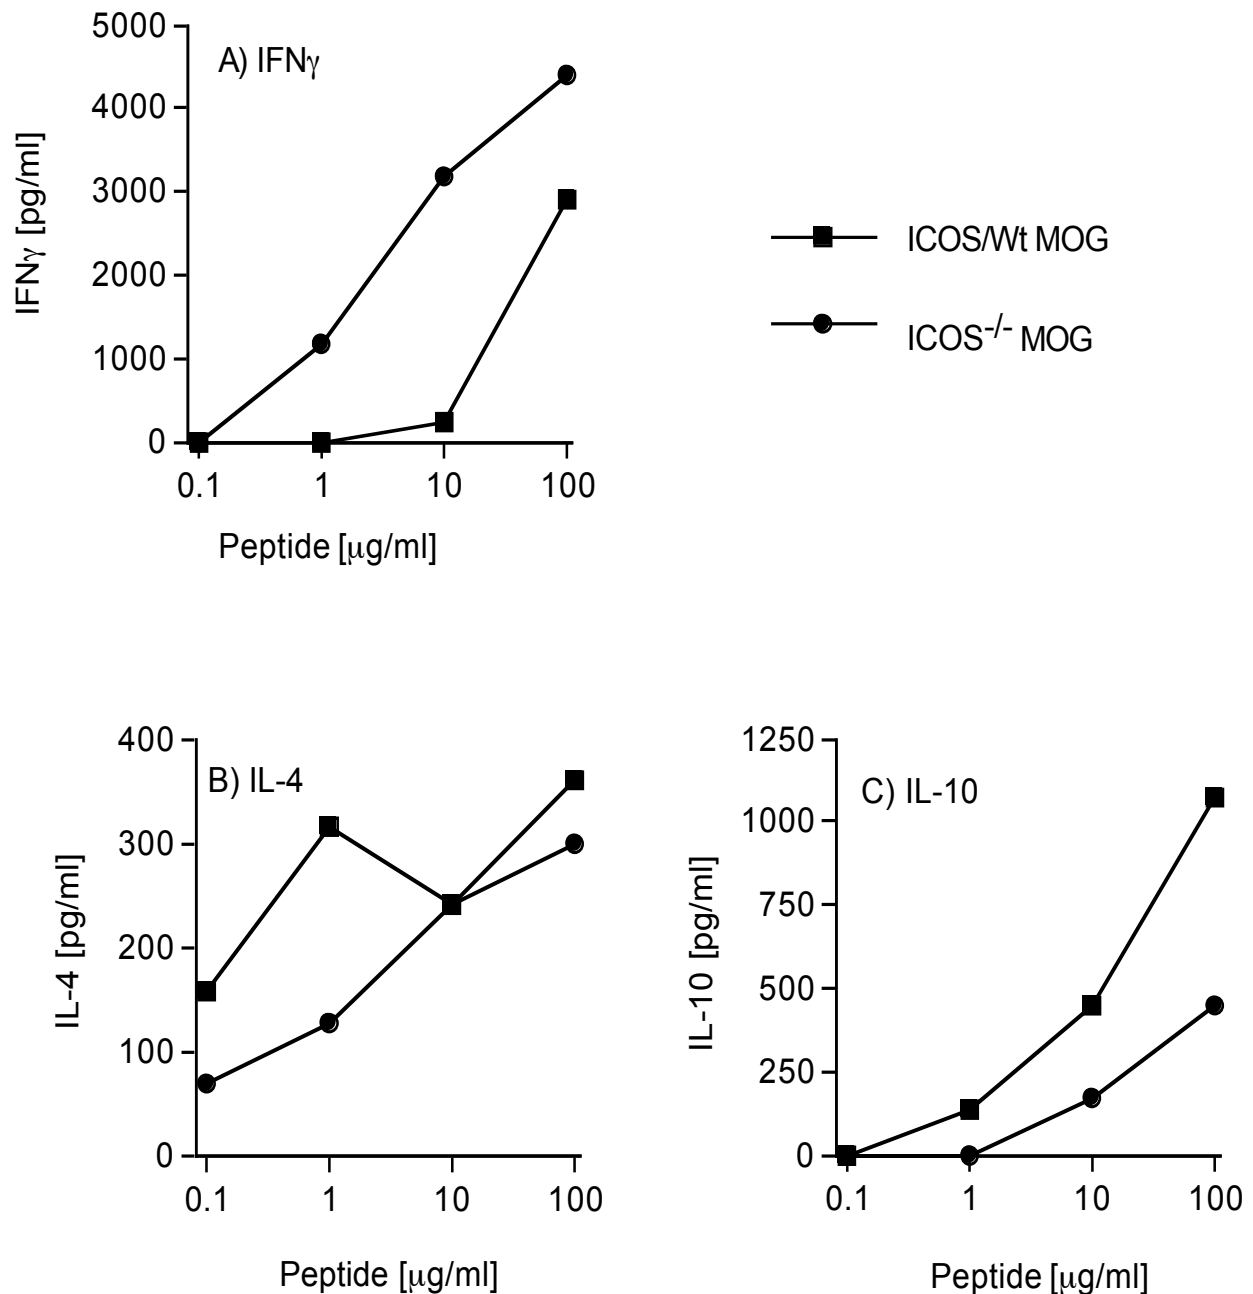 5000
A) IFNγ
4000
3000
2000
1000
0
IFNγ [pg/ml]
0.1 1 10 100
Peptide [μg/ml]
ICOS/Wt MOG
ICOS-/- MOG
400
B) IL-4
300
200
100
0
IL-4 [pg/ml]
0.1 1 10 100
Peptide [μg/ml]
1250
C) IL-10
1000
750
500
250
0
IL-10 [pg/ml]
0.1 1 10 100
Peptide [μg/ml]